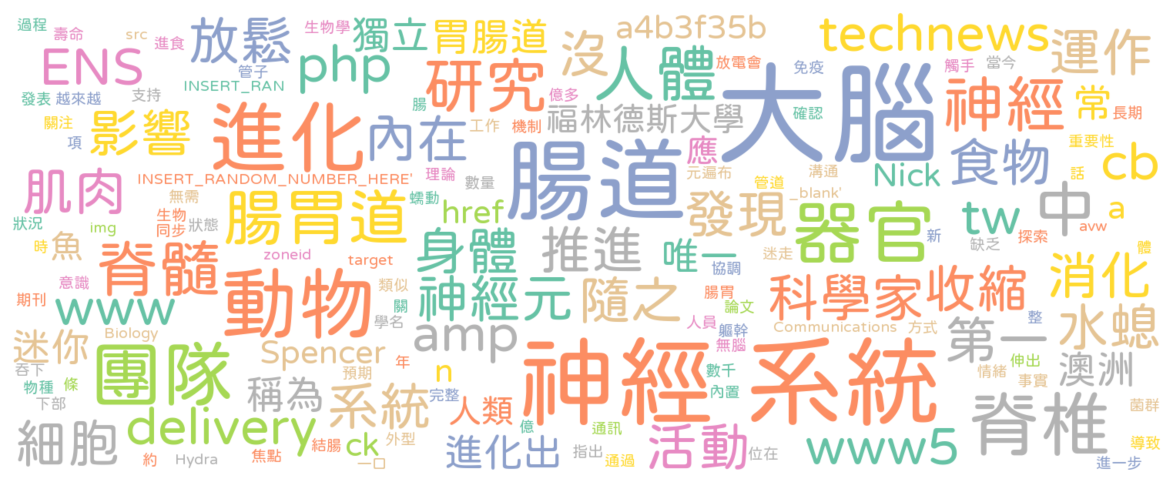 過程
壽命
src
進食
放鬆
生物學
獨立
胃腸道
沒
a4b3f35b
technews
運作
ENS
管子
php
INSERT_RAN
人體
放電會
免疫
觸手
當今
發表
越來越
支持
研究
腸
億多
大腦
確認
神經
常
長期
關注
項
影響
進化
內在
工作
機制
福林德斯大學
應
食物
重要性
話
cb
肌肉
INSERT_RANDOM_NUMBER_HERE'
理論
數量
元遍布
溝通
管道
_blank'
Nick
無需
蠕動
腸道
發現
器官
tw
中
a
狀況
img
生物
同步
狀態
腸胃道
href
新
探索
avw
時
魚
脊髓
zoneid
target
身體
推進
唯一
迷走
協調
缺乏
體
意識
動物
類似
神經元
隨之
腸胃
論文
科學家
收縮
消化
期刊
www
關
學名
amp
人員
軀幹
無腦
Communications
方式
整
水螅
迷你
Biology
Spencer
年
神經系統
第一
伸出
澳洲
吞下
物種
條
下部
團隊
稱為
預期
系統
n
完整
人類
數千
內置
情緒
事實
脊椎
菌群
細胞
delivery
結腸
外型
ck
億
通訊
活動
位在
www5
導致
約
Hydra
焦點
一口
進化出
指出
通過
進一步